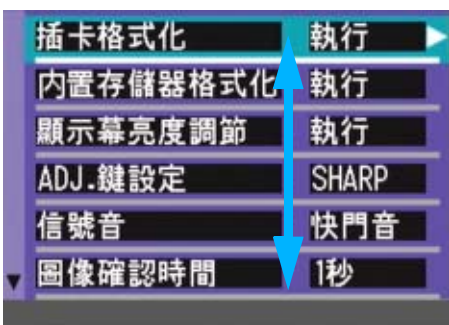 插卡格式化 執行
内置存儲器格式化 執行
顯示幕亮度調節 執行
ADJ.鍵設定 SHARP
信號音 快門音
圖像確認時間 1秒